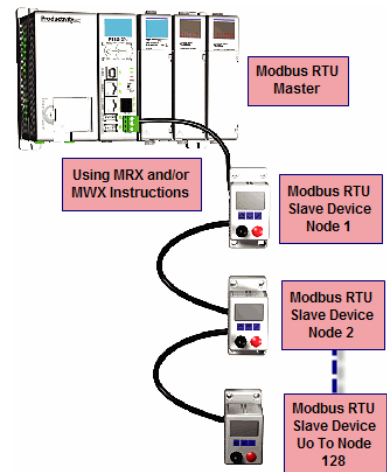 Productivity
Modbus RTU
Master
Using MRX and/or
MWX Instructions
Modbus RTU
Slave Device
Node 1
Modbus RTU
Slave Device
Node 2
Modbus RTU
Slave Device
Uo To Node
128